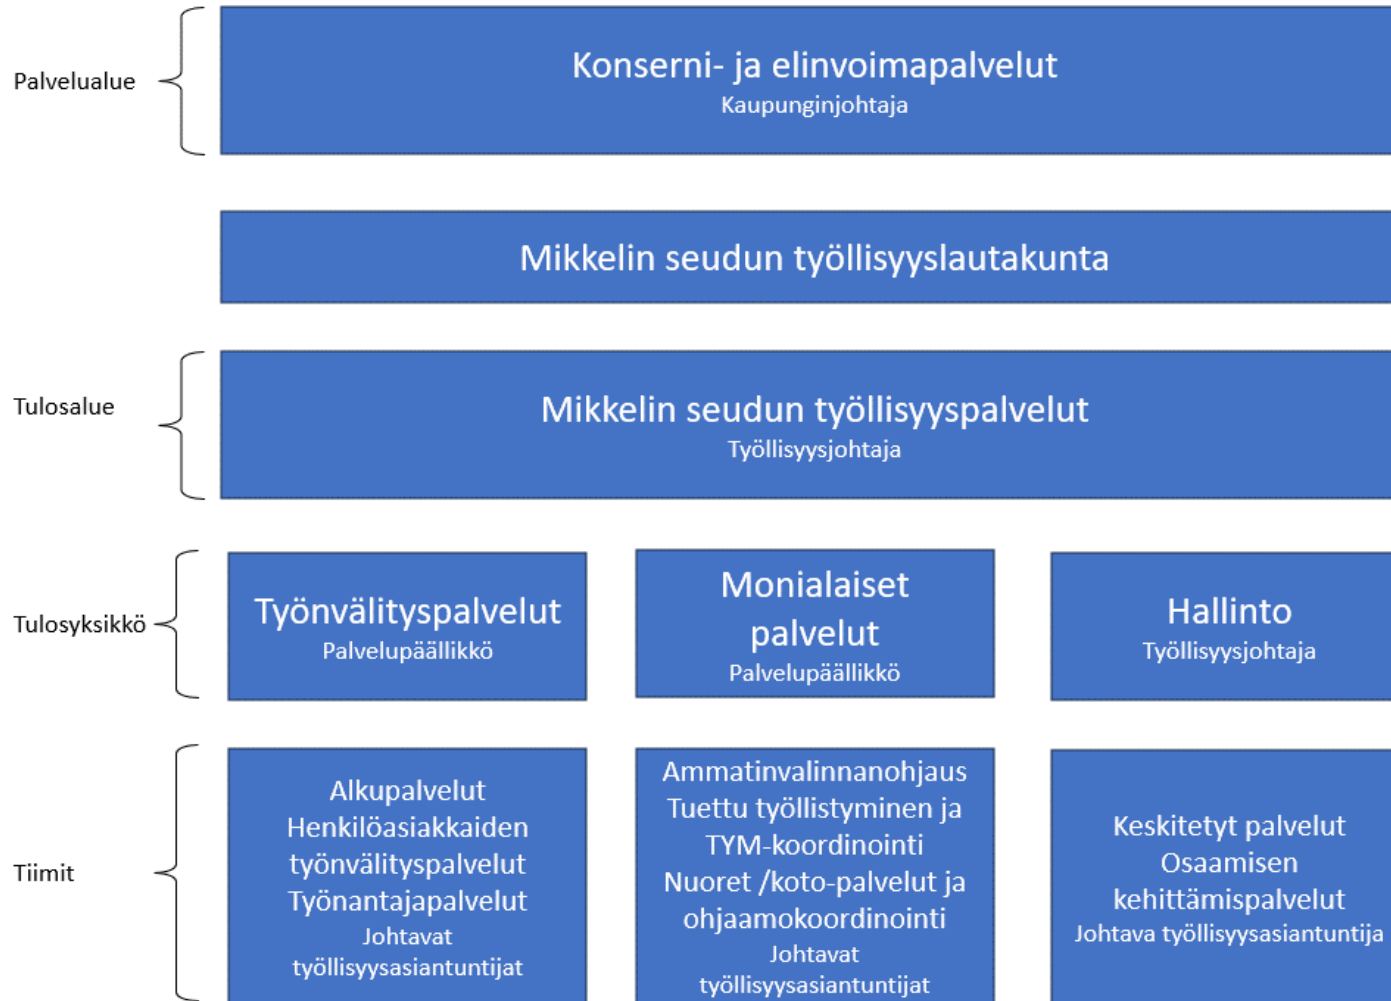 Palvelualue
Konserni- ja elinvoimapalvelut
Kaupunginjohtaja
Mikkelin seudun työllisyyslautakunta
Tulosalue
Mikkelin seudun työllisyyspalvelut
Työllisyysjohtaja
Tulosyksikkö
Työnvälityspalvelut
Palvelupäällikkö
Monialaiset
palvelut
Palvelupäällikkö
Hallinto
Työllisyysjohtaja
Tiimit
Alkupalvelut
Henkilöasiakkaiden
työnvälityspalvelut
Työnantajapalvelut
Johtavat
työllisyysasiantuntijat
Ammatinvalinnanohjaus
Tuettu työllistyminen ja
TYM-koordinointi
Nuoret /koto-palvelut ja
ohjaamokoordinointi
Johtavat
työllisyysasiantuntijat
Keskitetyt palvelut
Osaamisen
kehittämispalvelut
Johtava työllisyysasiantuntija